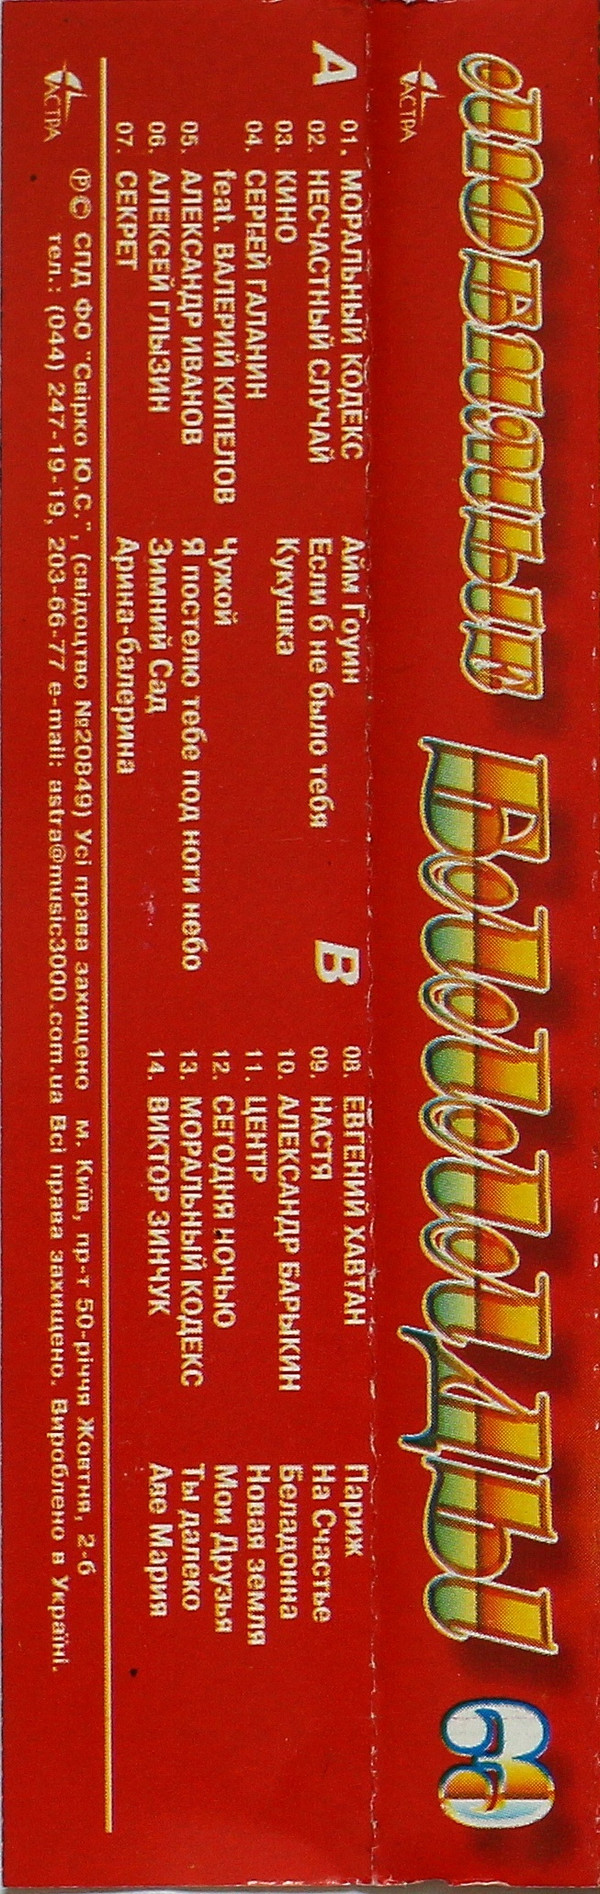 Любимые Баллады 6
АСТРА
A
01. МОРАЛЬНЫЙ КОДЕКС Айм Гоуин
02. НЕСЧАСТНЫЙ СЛУЧАЙ Если б не было тебя
03. КИНО Кукушка
04. СЕРГЕЙ ГАЛАНИН
feat. ВАЛЕРИЙ КИПЕЛОВ Чужой
05. АЛЕКСАНДР ИВАНОВ Я постелю тебе под ноги небо
06. АЛЕКСЕЙ ГЛЫЗИН Зимний Сад
07. СЕКРЕТ Арина-балерина
B
08. ЕВГЕНИЙ ХАВТАН Париж
09. НАСТЯ На Счастье
10. АЛЕКСАНДР БАРЫКИН Беладонна
11. ЦЕНТР Новая земля
12. СЕГОДНЯ НОЧЬЮ Мои Друзья
13. МОРАЛЬНЫЙ КОДЕКС Ты далеко
14. ВИКТОР ЗИНЧУК Аве Мария
АСТРА
℗© СПД ФО "Свірко Ю.С.", (свідоцтво №20849) Усі права захищено м. Київ, пр-т 50-річчя Жовтня, 2-б
тел.: (044) 247-19-19, 203-66-77 e-mail: astra@music3000.com.ua Всі права захищено. Вироблено в Україні.